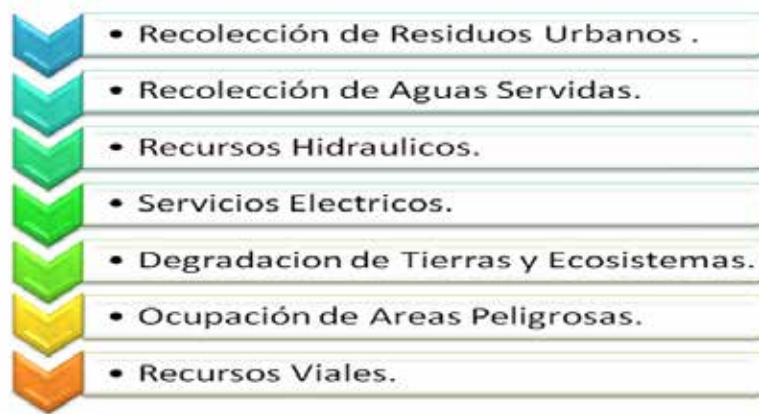 • Recolección de Residuos Urbanos .
• Recolección de Aguas Servidas.
• Recursos Hidraulicos.
• Servicios Electricos.
• Degradacion de Tierras y Ecosistemas.
• Ocupación de Areas Peligrosas.
• Recursos Viales.